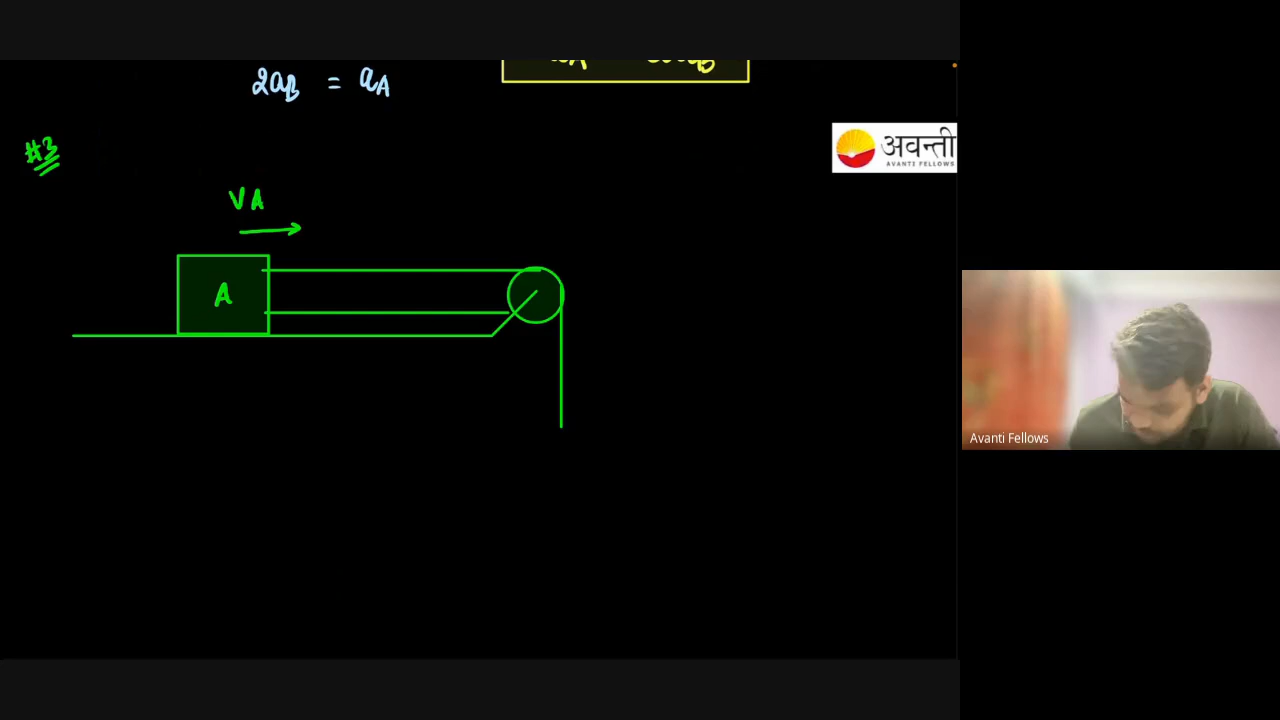 2aB = aA
#3
अवन्ती
AVANTI FELLOWS
VA
A
Avanti Fellows